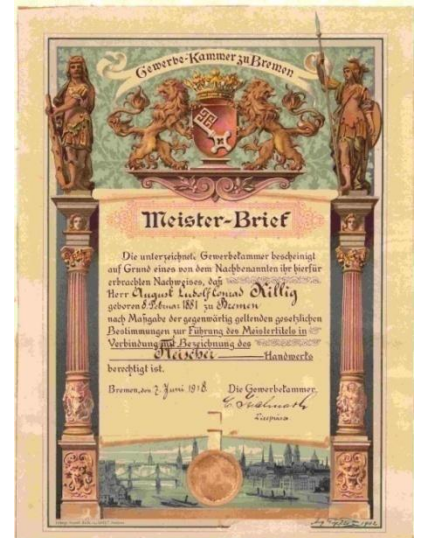 Gewerbe-Kammer zu Bremen
Meister-Brief
Die unterzeichnete Gewerbekammer bescheinigt
auf Grund eines von dem Nachbenannten ihr hierfür
erbrachten Nachweises, daß
Herr August Ludolf Conrad Rillig
geboren 8. Februar 1881 zu Bremen
nach Maßgabe der gegenwärtig geltenden gesetzlichen
Bestimmungen zur Führung des Meistertitels in
Verbindung mit Bezeichnung des
Fleischer Handwerks
berechtigt ist.
Bremen, den 7. Juni 1918. Die Gewerbekammer.